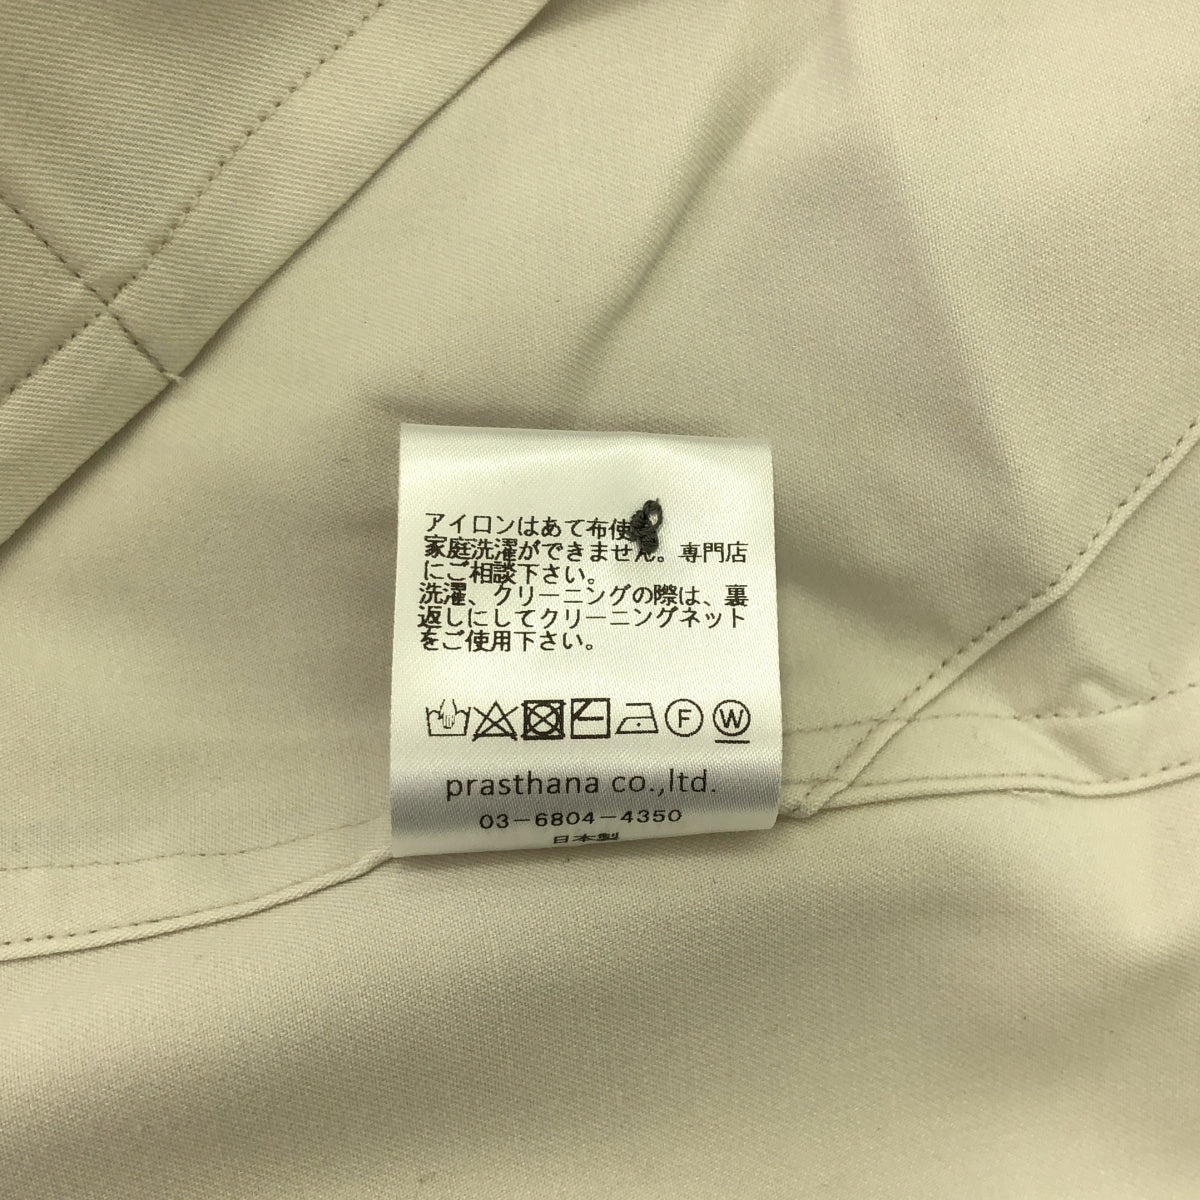 アイロンはあて布使
家庭洗濯ができません。専門店
にご相談下さい。
洗濯、クリーニングの際は、裏
返しにしてクリーニングネット
をご使用下さい。
F W
prasthana co.,ltd.
03-6804-4350
日本製